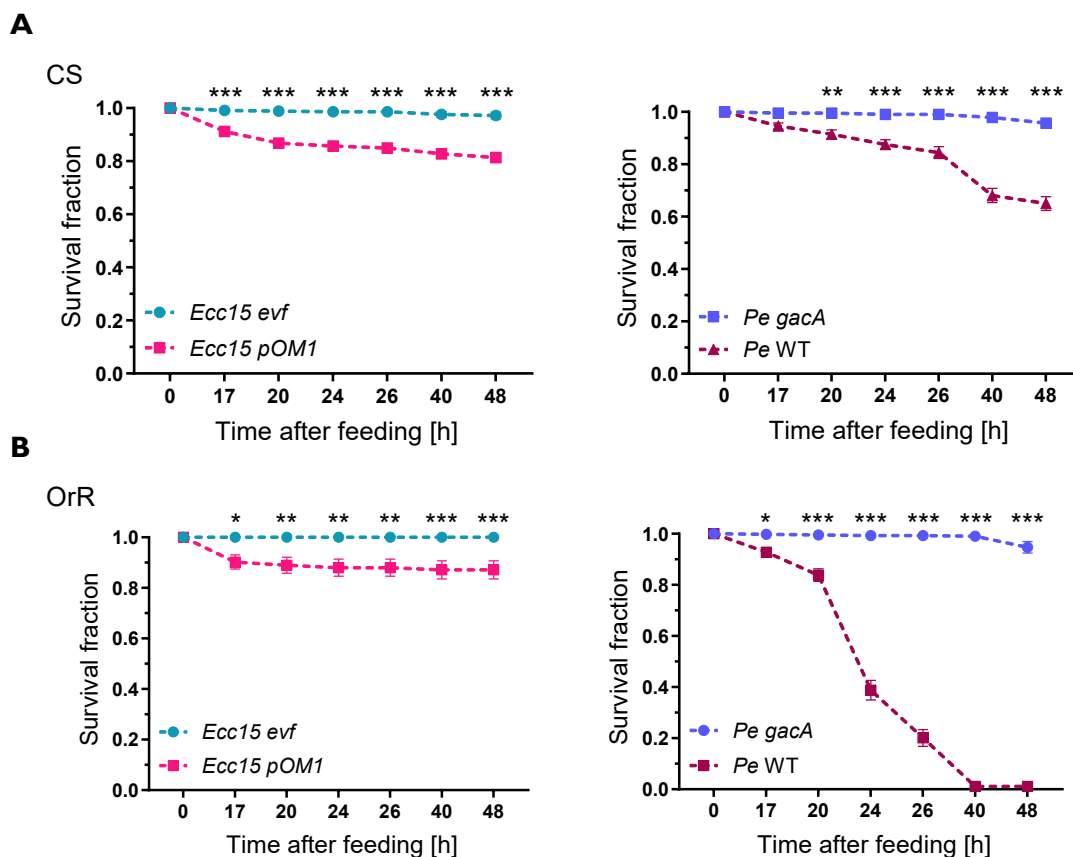 A
CS
*** *** *** *** *** ***
1.0
0.8
0.6
0.4
0.2
0.0
Survival fraction
Ecc15 evf
Ecc15 pOM1
0 17 20 24 26 40 48
Time after feeding [h]
** *** *** *** ***
1.0
0.8
0.6
0.4
0.2
0.0
Survival fraction
Pe gacA
Pe WT
0 17 20 24 26 40 48
Time after feeding [h]
B
OrR
* ** ** ** *** ***
1.0
0.8
0.6
0.4
0.2
0.0
Survival fraction
Ecc15 evf
Ecc15 pOM1
0 17 20 24 26 40 48
Time after feeding [h]
* *** *** *** *** ***
1.0
0.8
0.6
0.4
0.2
0.0
Survival fraction
Pe gacA
Pe WT
0 17 20 24 26 40 48
Time after feeding [h]